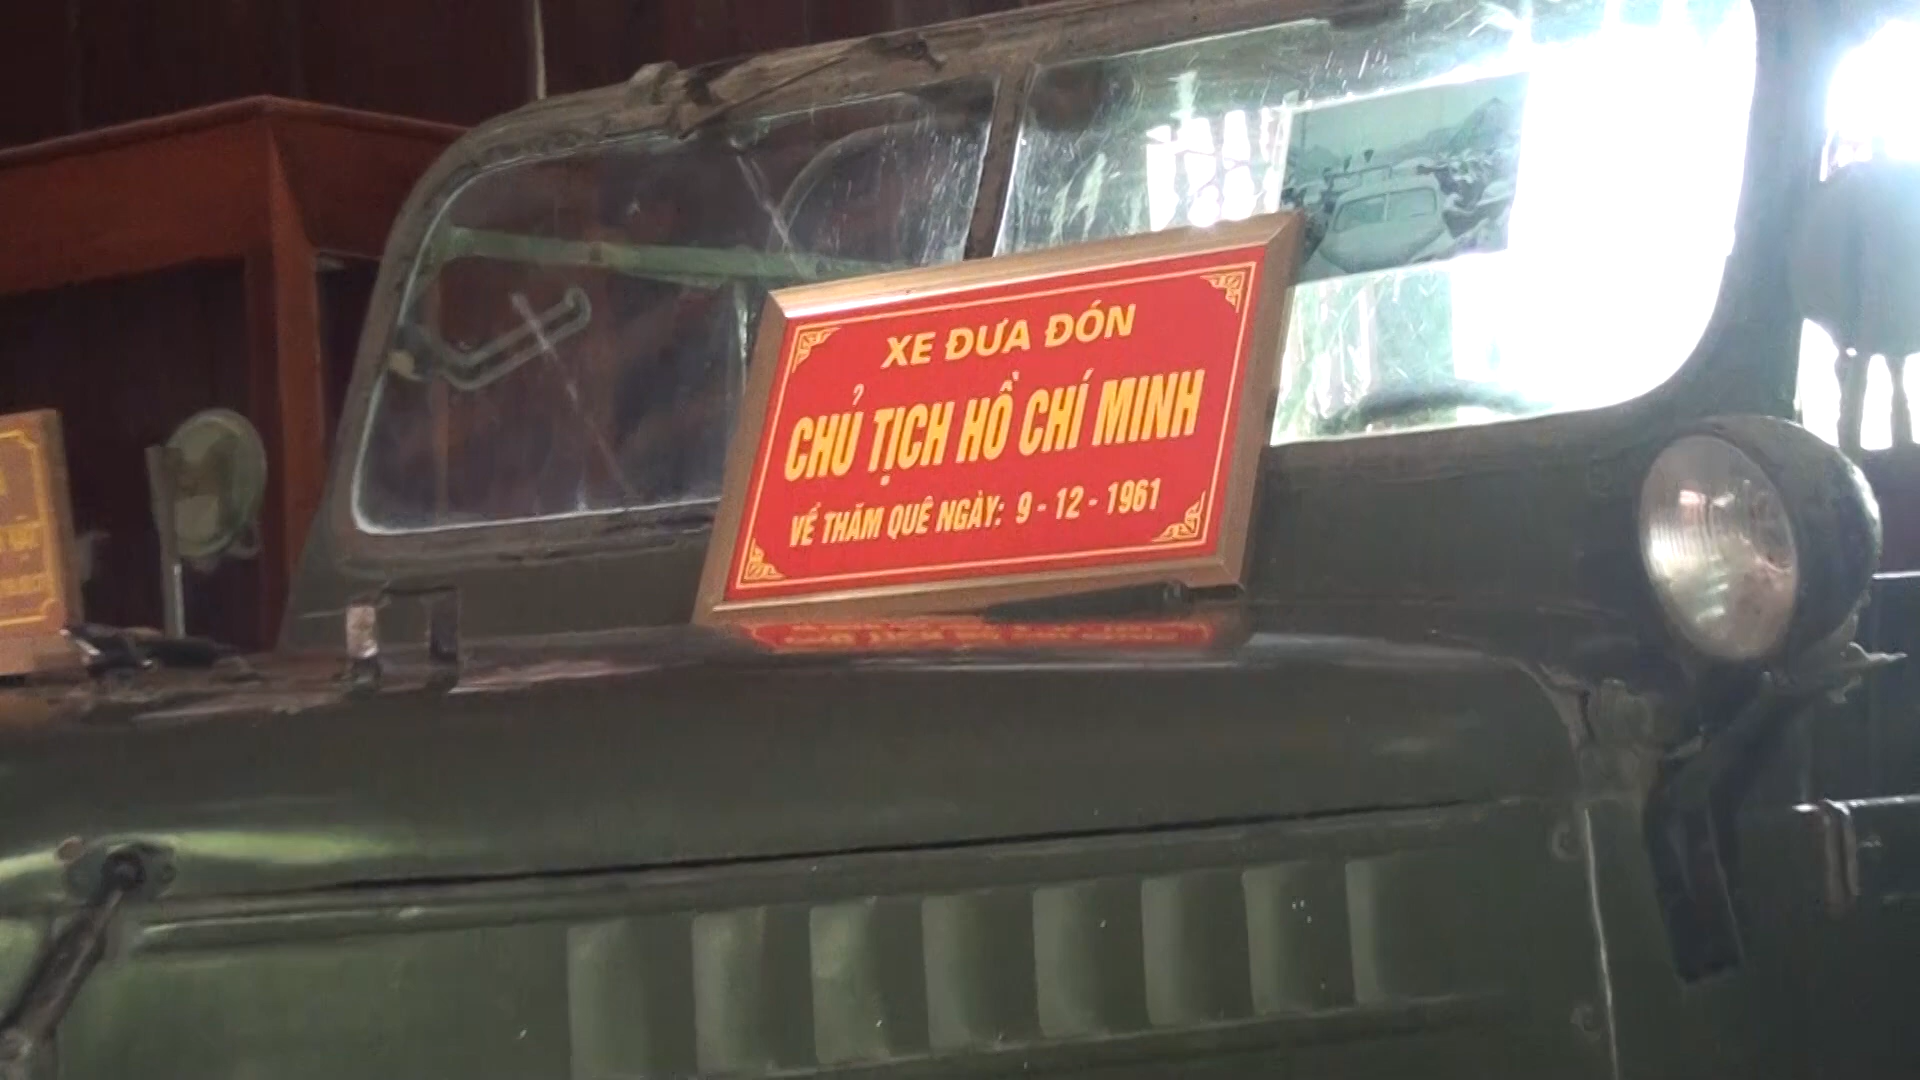 XE ĐƯA ĐÓN
CHỦ TỊCH HỒ CHÍ MINH
VỀ THĂM QUÊ NGÀY: 9 - 12 - 1961